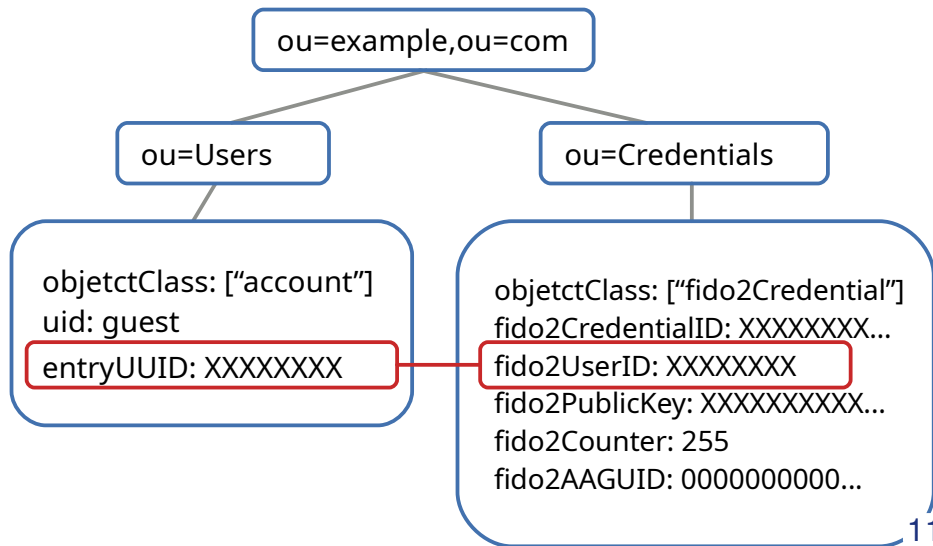 ou=example,ou=com
ou=Users
ou=Credentials
objetctClass: [“account”]
uid: guest
entryUUID: XXXXXXXX
objetctClass: [“fido2Credential”]
fido2CredentialID: XXXXXXXX...
fido2UserID: XXXXXXXX
fido2PublicKey: XXXXXXXXXX...
fido2Counter: 255
fido2AAGUID: 0000000000...
11